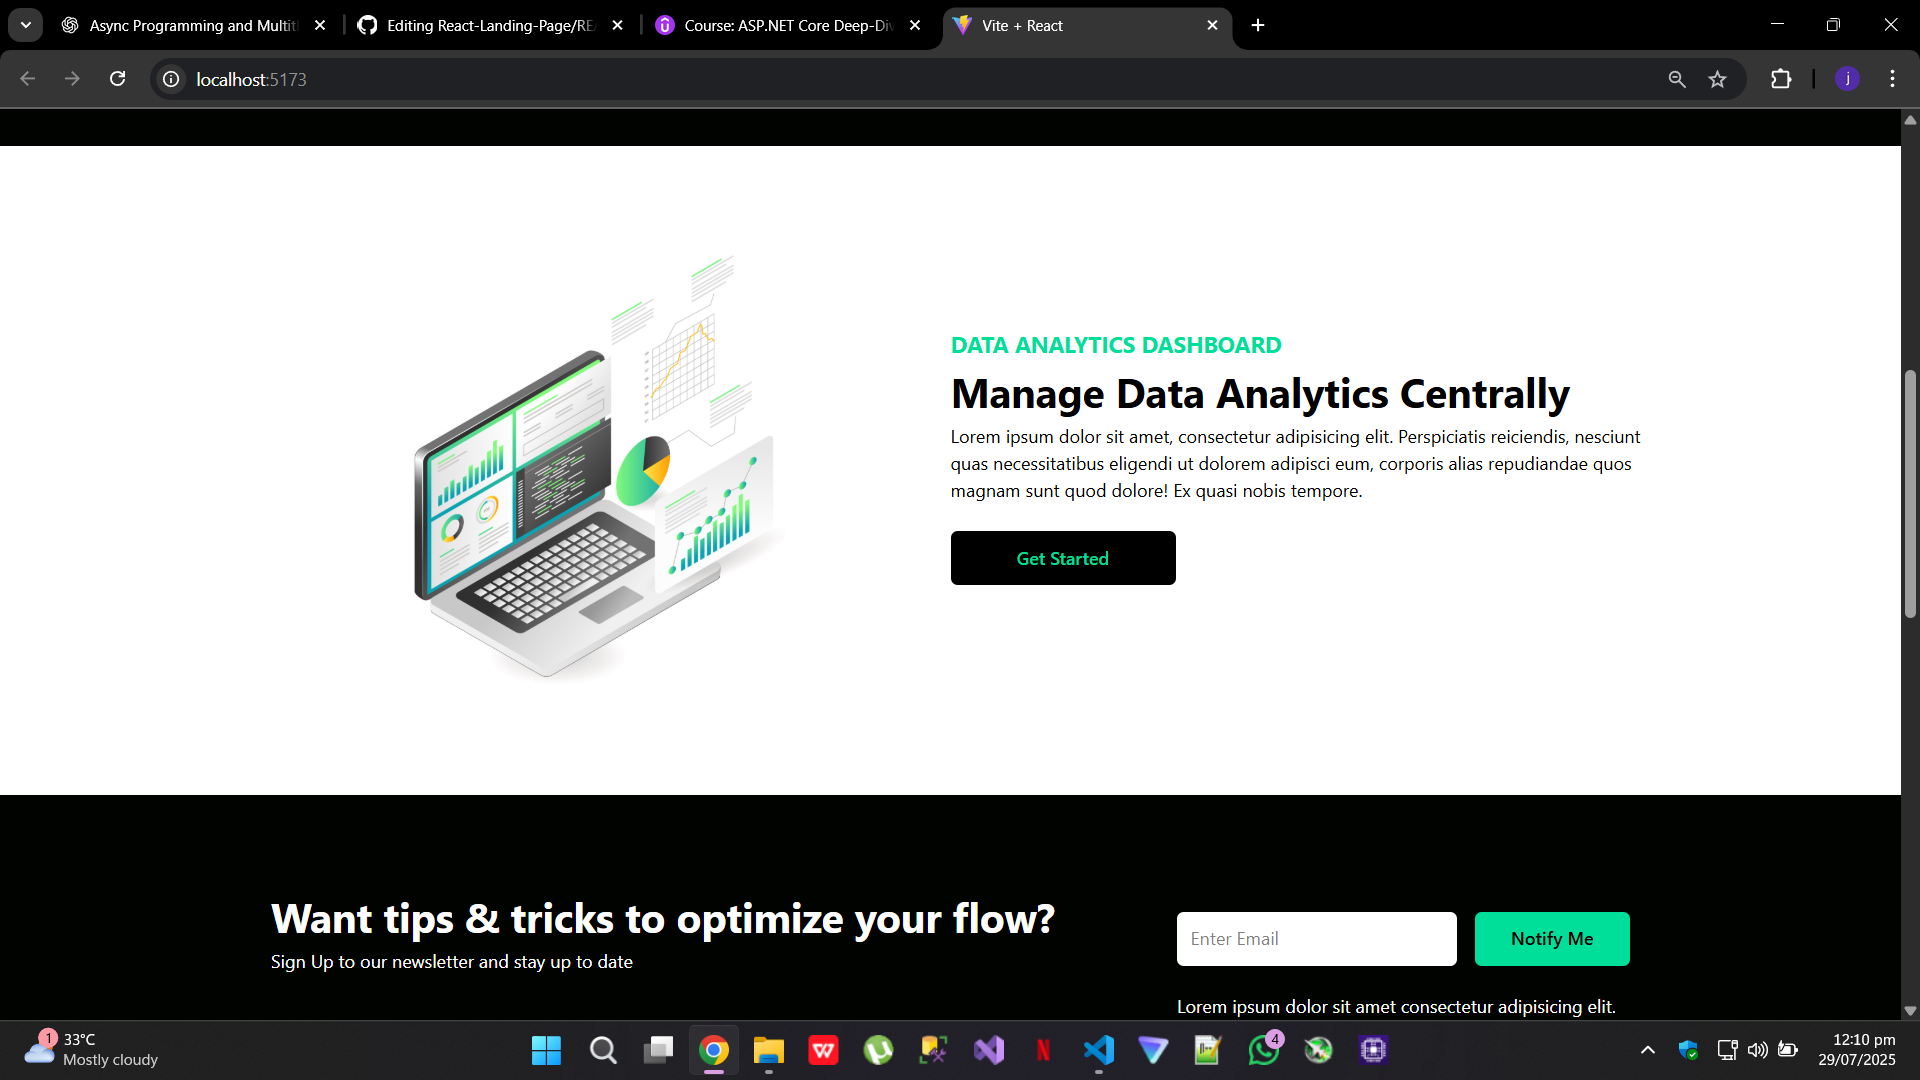 Async Programming and Multit
Editing React-Landing-Page/RE
Course: ASP.NET Core Deep-Div
Vite + React
localhost:5173
j
DATA ANALYTICS DASHBOARD
Manage Data Analytics Centrally
Lorem ipsum dolor sit amet, consectetur adipisicing elit. Perspiciatis reiciendis, nesciunt
quas necessitatibus eligendi ut dolorem adipisci eum, corporis alias repudiandae quos
magnam sunt quod dolore! Ex quasi nobis tempore.
Get Started
Want tips & tricks to optimize your flow?
Sign Up to our newsletter and stay up to date
Enter Email
Notify Me
Lorem ipsum dolor sit amet consectetur adipisicing elit.
1
33°C
Mostly cloudy
4
12:10 pm
29/07/2025